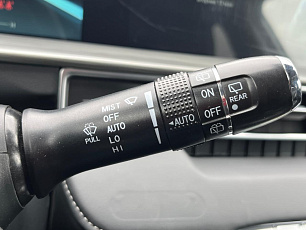 MIST
OFF
AUTO
LO
HI
PULL
◄AUTO
ON
OFF
REAR